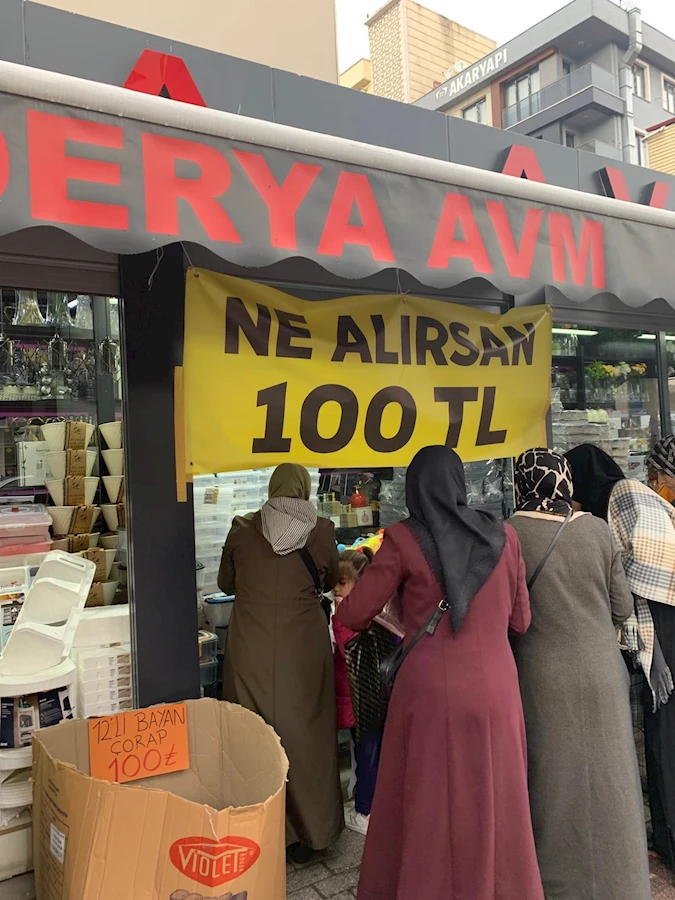 AKARYAPI
DERYA AVM
NE ALIRSAN
100 TL
12'Lİ BAYAN
ÇORAP
100₺
VIOLET